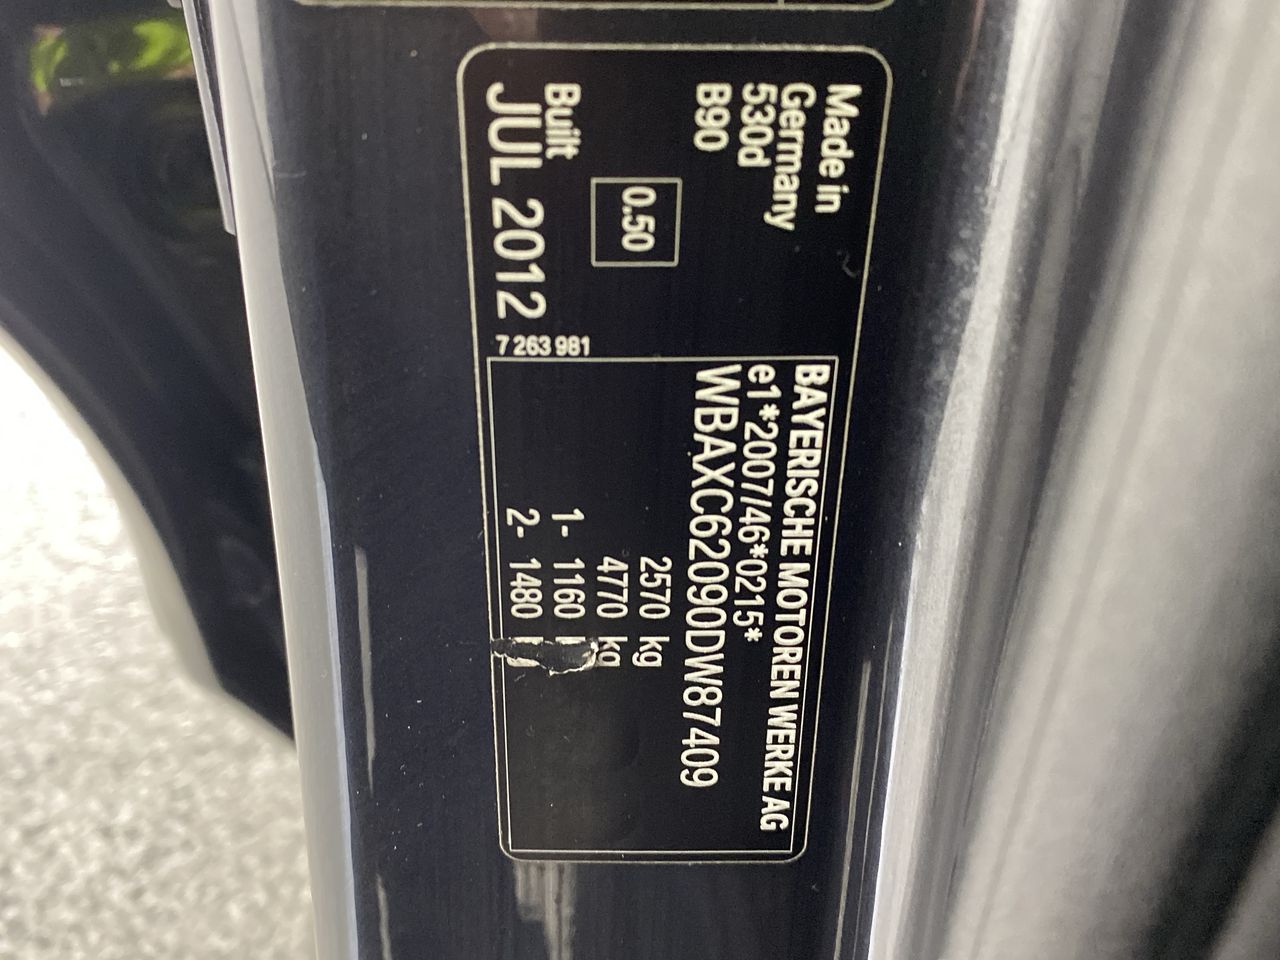 Made in
Germany
530d
B90
0.50
Built
JUL 2012
7 263 981
BAYERISCHE MOTOREN WERKE AG
e1*2007/46*0215*
WBAXC62090DW87409
2570 kg
4770 kg
1- 1160
2- 1480